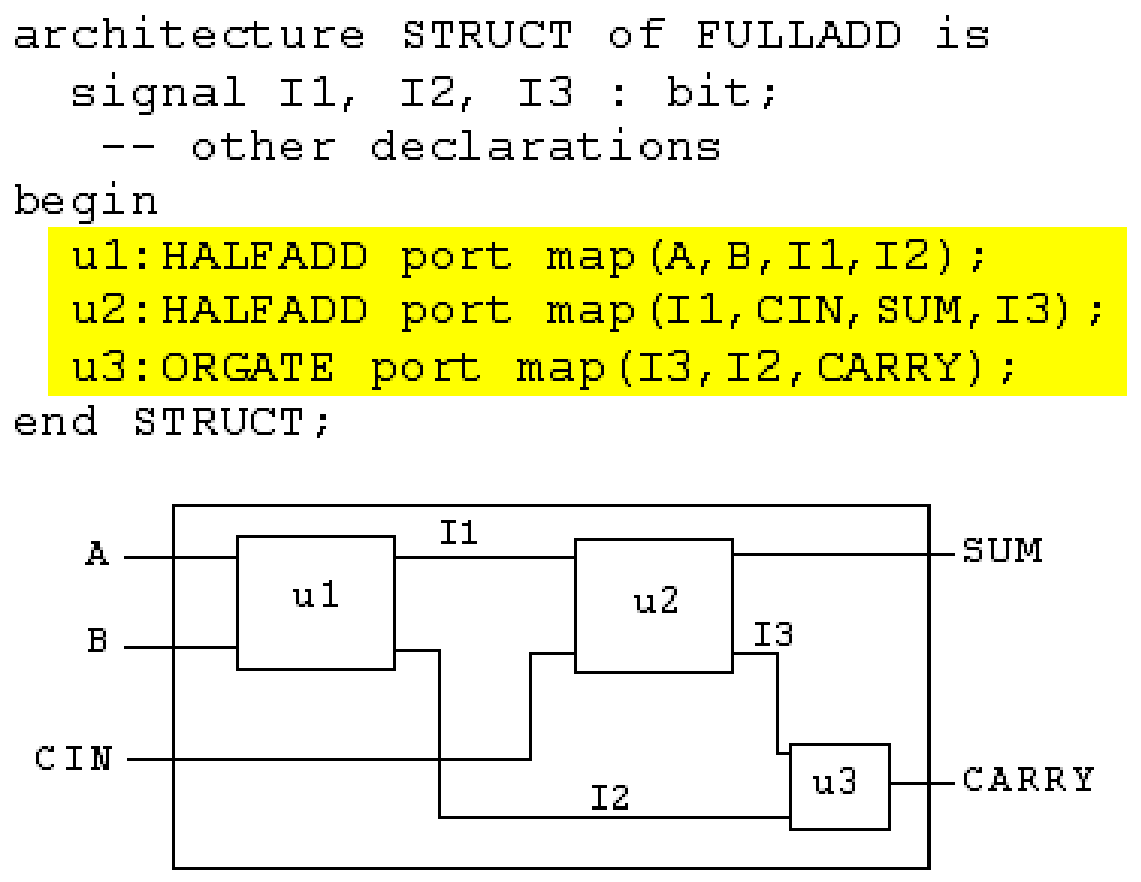 architecture STRUCT of FULLADD is
signal I1, I2, I3 : bit;
-- other declarations
begin
u1:HALFADD port map(A,B,I1,I2);
u2:HALFADD port map(I1,CIN,SUM,I3);
u3:ORGATE port map(I3,I2,CARRY);
end STRUCT;
I1
A
SUM
u1
u2
B
I3
CIN
u3
CARRY
I2